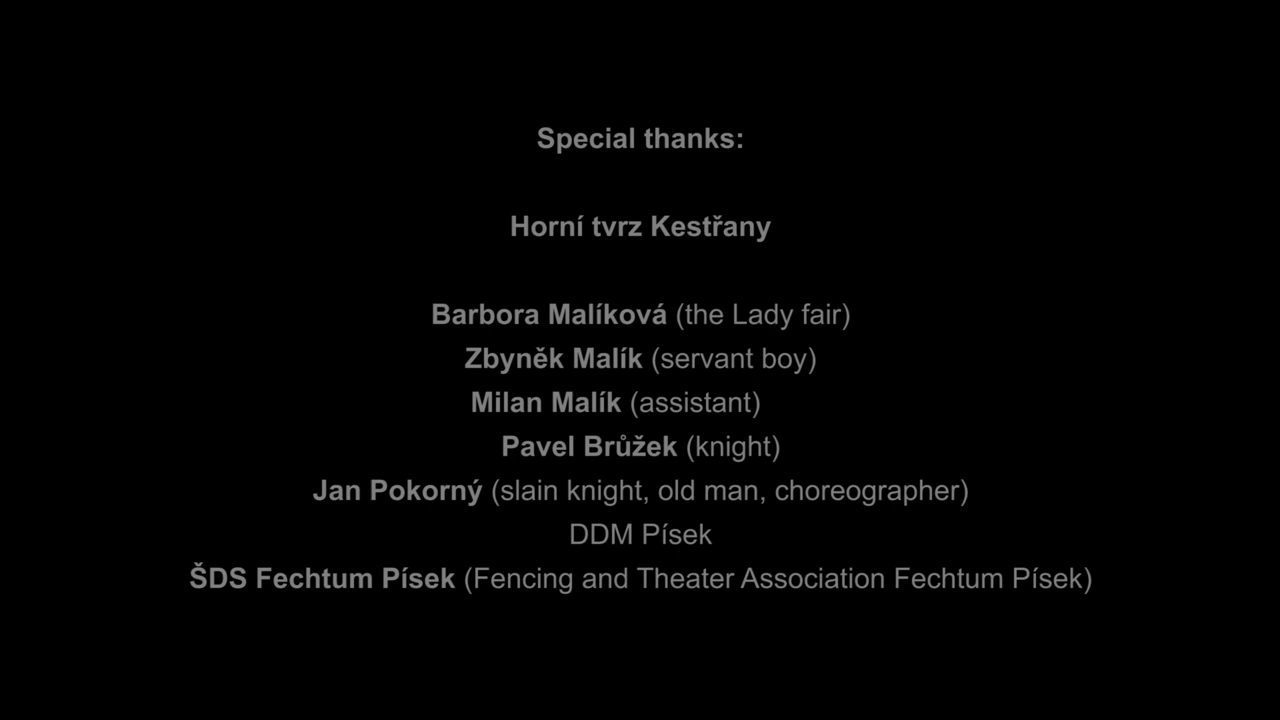 Special thanks:
Horní tvrz Kestřany
Barbora Malíková (the Lady fair)
Zbyněk Malík (servant boy)
Milan Malík (assistant)
Pavel Brůžek (knight)
Jan Pokorný (slain knight, old man, choreographer)
DDM Písek
ŠDS Fechtum Písek (Fencing and Theater Association Fechtum Písek)